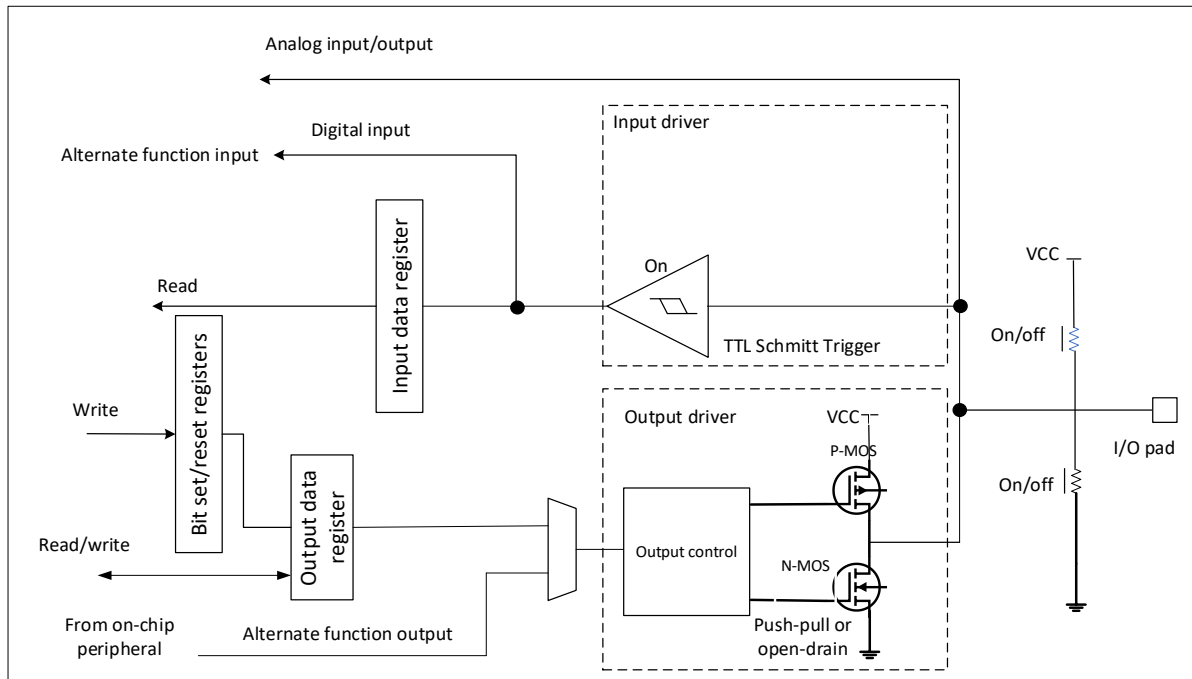 Analog input/output
Input driver
Digital input
Alternate function input
Input data register
On
VCC
Read
On/off
TTL Schmitt Trigger
Bit set/reset registers
Write
Output driver
VCC
I/O pad
P-MOS
On/off
Output data
register
Read/write
Output control
N-MOS
From on-chip
peripheral
Alternate function output
Push-pull or
open-drain